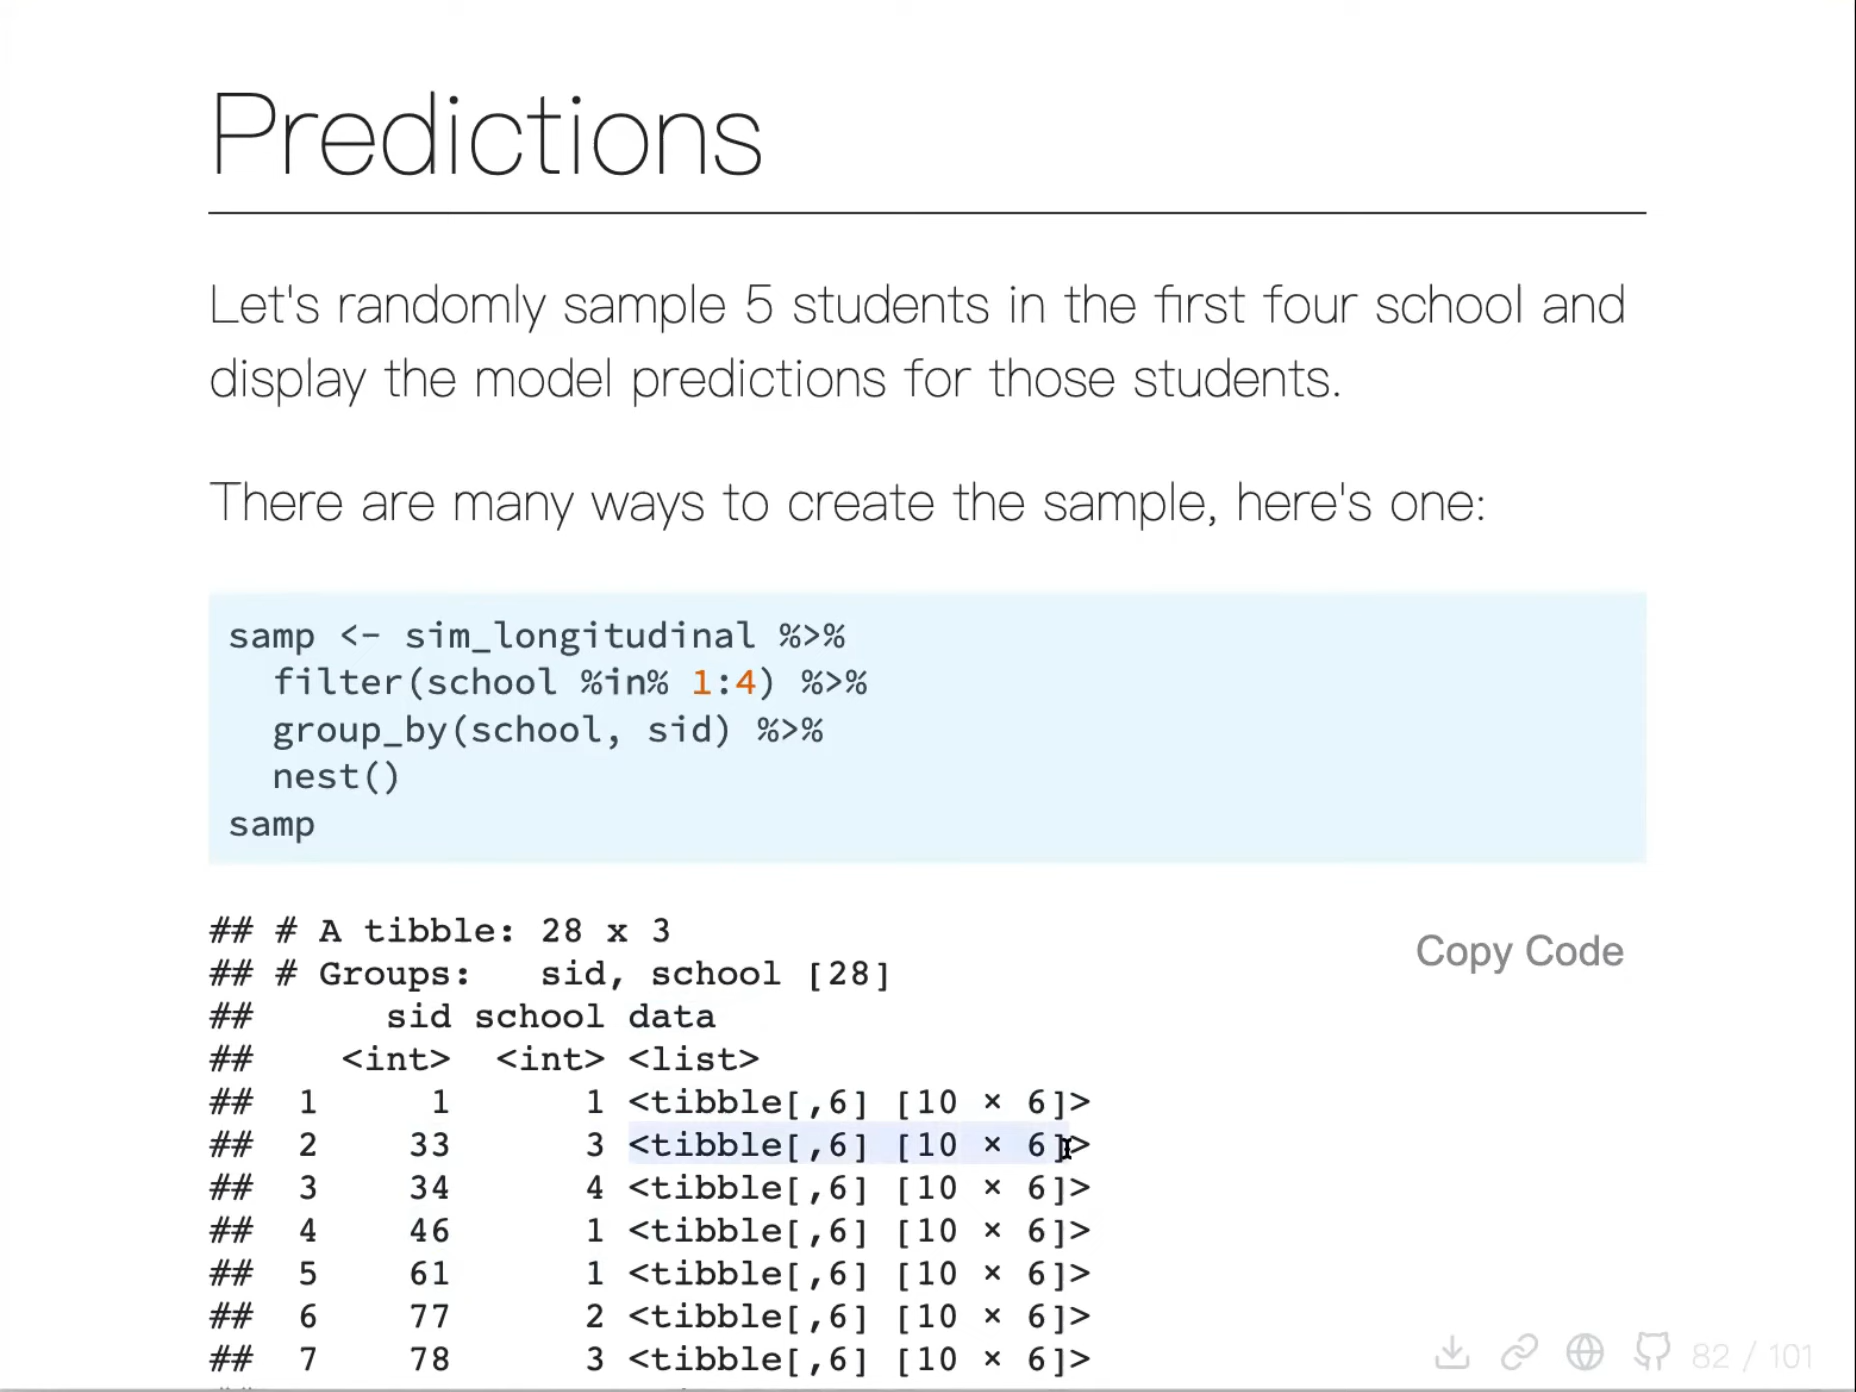 Predictions
Let's randomly sample 5 students in the first four school and
display the model predictions for those students.
There are many ways to create the sample, here's one:
samp <- sim_longitudinal %>%
  filter(school %in% 1:4) %>%
  group_by(school, sid) %>%
  nest()
samp
Copy Code
## # A tibble: 28 x 3
## # Groups:   sid, school [28]
##      sid school data
##    <int>  <int> <list>
##  1     1      1 <tibble[,6] [10 × 6]>
##  2    33      3 <tibble[,6] [10 × 6]>
##  3    34      4 <tibble[,6] [10 × 6]>
##  4    46      1 <tibble[,6] [10 × 6]>
##  5    61      1 <tibble[,6] [10 × 6]>
##  6    77      2 <tibble[,6] [10 × 6]>
##  7    78      3 <tibble[,6] [10 × 6]>
82 / 101